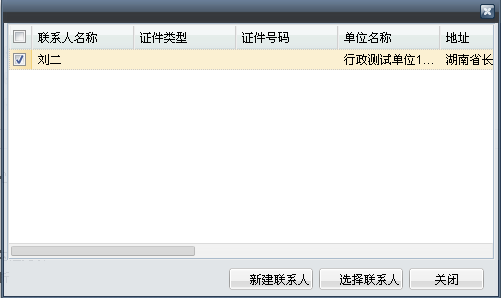 联系人名称 证件类型 证件号码 单位名称 地址
刘二 行政测试单位1... 湖南省长
新建联系人 选择联系人 关闭